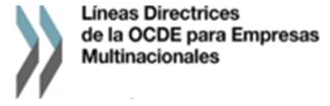 Líneas Directrices
de la OCDE para Empresas
Multinacionales